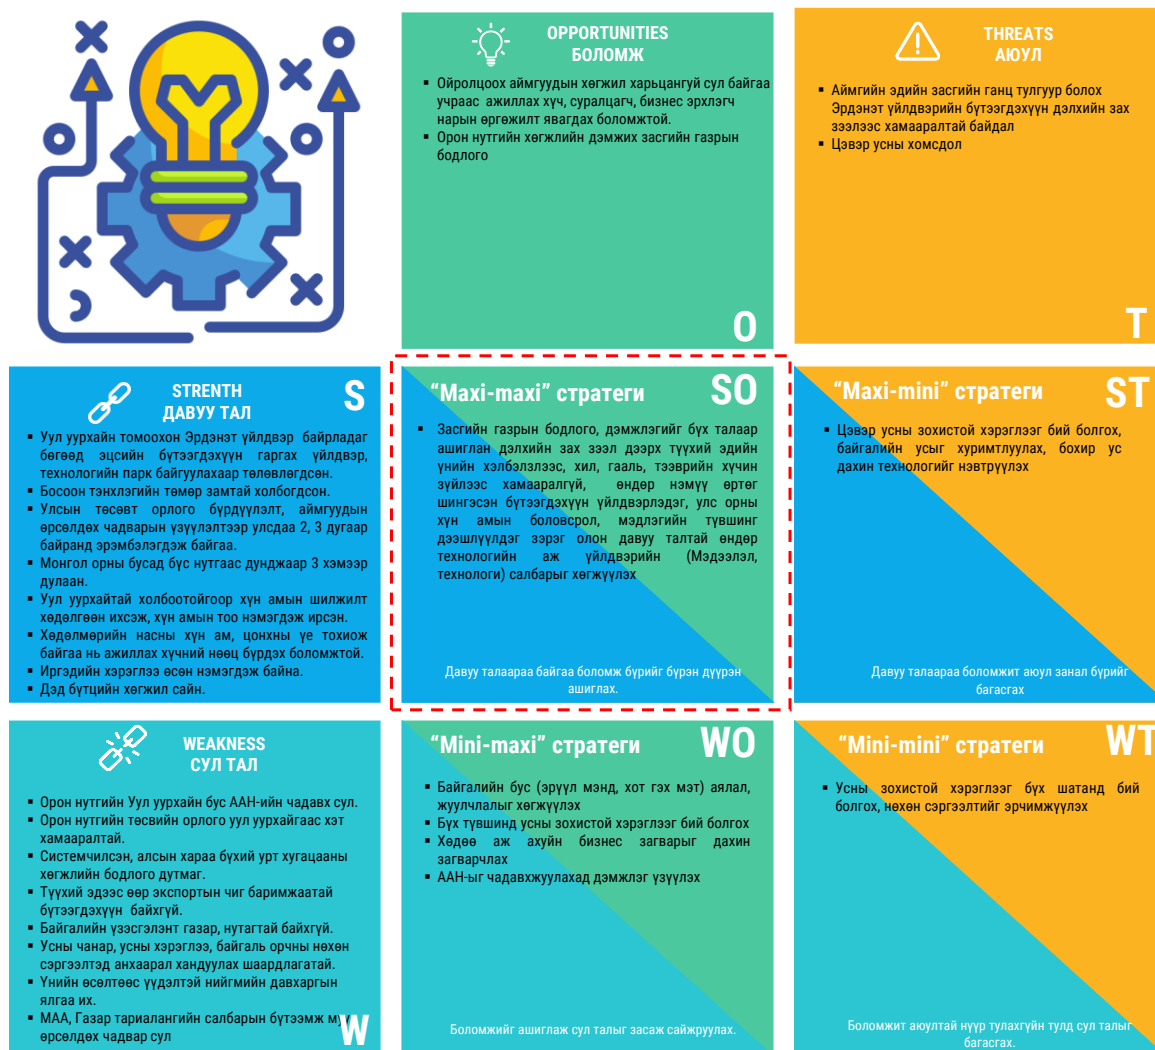 OPPORTUNITIES
БОЛОМЖ
▪ Ойролцоох аймгуудын хөгжил харьцангуй сул байгаа
учраас ажиллах хүч, суралцагч, бизнес эрхлэгч
нарын өргөжилт явагдах боломжтой.
▪ Орон нутгийн хөгжлийн дэмжих засгийн газрын
бодлого
O
THREATS
АЮУЛ
▪ Аймгийн эдийн засгийн ганц тулгуур болох
Эрдэнэт үйлдвэрийн бүтээгдэхүүн дэлхийн зах
зээлээс хамааралтай байдал
▪ Цэвэр усны хомсдол
T
STRENTH
ДАВУУ ТАЛ
S
▪ Уул уурхайн томоохон Эрдэнэт үйлдвэр байрладаг
бөгөөд эцсийн бүтээгдэхүүн гаргах үйлдвэр,
технологийн парк байгуулахаар төлөвлөгдсөн.
▪ Босоон тэнхлэгийн төмөр замтай холбогдсон.
▪ Улсын төсөвт орлого бүрдүүлэлт, аймгуудын
өрсөлдөх чадварын үзүүлэлтээр улсдаа 2, 3 дугаар
байранд эрэмбэлэгдэж байгаа.
▪ Монгол орны бусад бүс нутгаас дунджаар 3 хэмээр
дулаан.
▪ Уул уурхайтай холбоотойгоор хүн амын шилжилт
хөдөлгөөн ихсэж, хүн амын тоо нэмэгдэж ирсэн.
▪ Хөдөлмөрийн насны хүн ам, цонхны үе тохиож
байгаа нь ажиллах хүчний нөөц бүрдэх боломжтой.
▪ Иргэдийн хэрэглээ өсөн нэмэгдэж байна.
▪ Дэд бүтцийн хөгжил сайн.
“Maxi-maxi” стратеги
SO
▪ Засгийн газрын бодлого, дэмжлэгийг бүх талаар
ашиглан дэлхийн зах зээл дээрх түүхий эдийн
үнийн хэлбэлзлээс, хил, гааль, тээврийн хүчин
зүйлээс хамааралгүй, өндөр нэмүү өртөг
шингэсэн бүтээгдэхүүн үйлдвэрлэдэг, улс орны
хүн амын боловсрол, мэдлэгийн түвшинг
дээшлүүлдэг зэрэг олон давуу талтай өндөр
технологийн аж үйлдвэрийн (Мэдээлэл,
технологи) салбарыг хөгжүүлэх
Давуу талаараа байгаа боломж бүрийг бүрэн дүүрэн
ашиглах.
“Maxi-mini” стратеги
ST
▪ Цэвэр усны зохистой хэрэглээг бий болгох,
байгалийн усыг хуримтлуулах, бохир ус
дахин технологийг нэвтрүүлэх
Давуу талаараа боломжит аюул занал бүрийг
багасгах
WEAKNESS
СУЛ ТАЛ
▪ Орон нутгийн Уул уурхайн бус ААН-ийн чадавх сул.
▪ Орон нутгийн төсвийн орлого уул уурхайгаас хэт
хамааралтай.
▪ Системчилсэн, алсын хараа бүхий урт хугацааны
хөгжлийн бодлого дутмаг.
▪ Түүхий эдээс өөр экспортын чиг баримжаатай
бүтээгдэхүүн байхгүй.
▪ Байгалийн үзэсгэлэнт газар, нутагтай байхгүй.
▪ Усны чанар, усны хэрэглээ, байгаль орчны нөхөн
сэргээлтэд анхаарал хандуулах шаардлагатай.
▪ Үнийн өсөлтөөс үүдэлтэй нийгмийн давхаргын
ялгаа их.
▪ МАА, Газар тариалангийн салбарын бүтээмж муу
өрсөлдөх чадвар сул
W
“Mini-maxi” стратеги
WO
▪ Байгалийн бус (эрүүл мэнд, хот гэх мэт) аялал,
жуулчлалыг хөгжүүлэх
▪ Бүх түвшинд усны зохистой хэрэглээг бий болгох
▪ Хөдөө аж ахуйн бизнес загварыг дахин
загварчлах
▪ ААН-ыг чадавхжуулахад дэмжлэг үзүүлэх
Боломжийг ашиглаж сул талыг засаж сайжруулах.
“Mini-mini” стратеги
WT
▪ Усны зохистой хэрэглээг бүх шатанд бий
болгох, нөхөн сэргээлтийг эрчимжүүлэх
Боломжит аюултай нүүр тулахгүйн тулд сул талыг
багасгах.